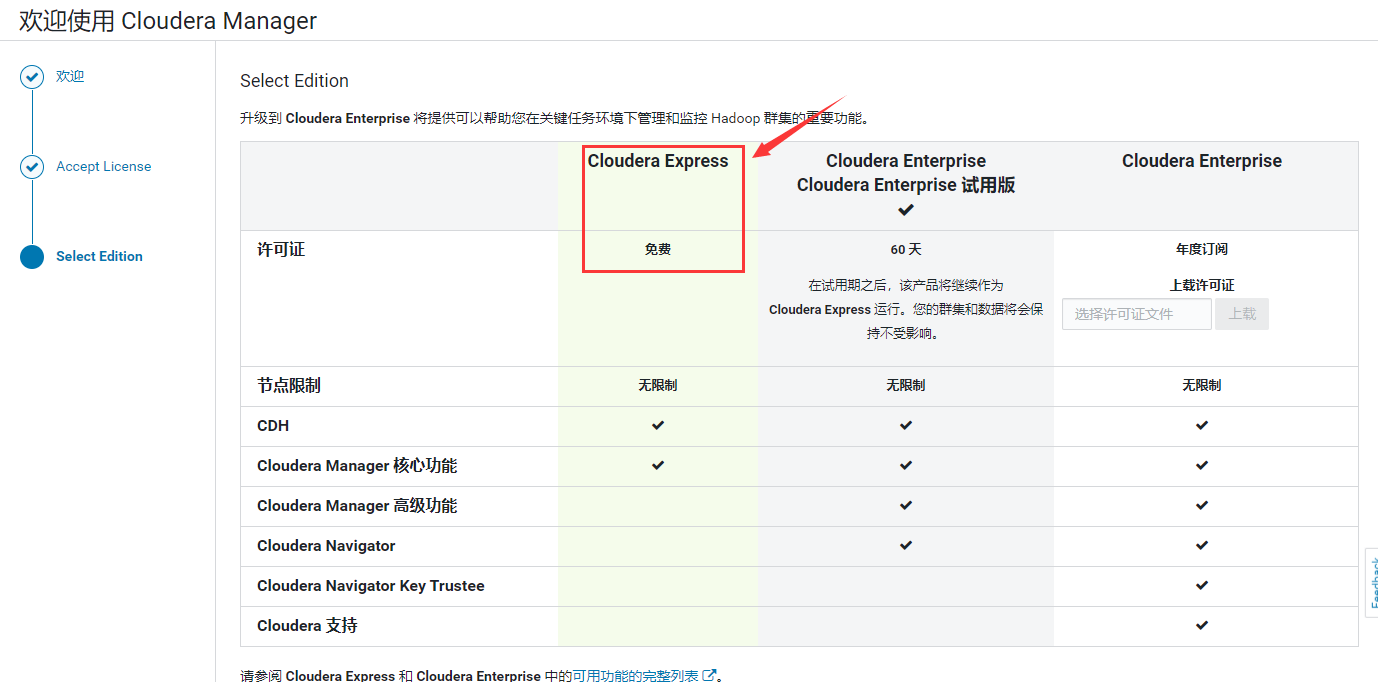 欢迎使用 Cloudera Manager
欢迎
Accept License
Select Edition
Select Edition
升级到 Cloudera Enterprise 将提供可以帮助您在关键任务环境下管理和监控 Hadoop 群集的重要功能。
Cloudera Express
Cloudera Enterprise
Cloudera Enterprise 试用版
Cloudera Enterprise
许可证
免费
60 天
在试用期之后，该产品将继续作为
Cloudera Express 运行。您的群集和数据将会保
持不受影响。
年度订阅
上载许可证
选择许可证文件 上载
节点限制 无限制 无限制 无限制
CDH
Cloudera Manager 核心功能
Cloudera Manager 高级功能
Cloudera Navigator
Cloudera Navigator Key Trustee
Cloudera 支持
Feedback
请参阅 Cloudera Express 和 Cloudera Enterprise 中的可用功能的完整列表。